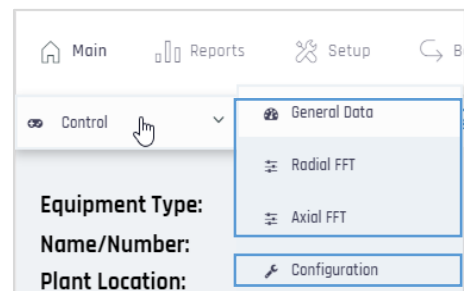 Main Reports Setup B
Control General Data
Radial FFT
Axial FFT
Equipment Type:
Name/Number:
Configuration
Plant Location: